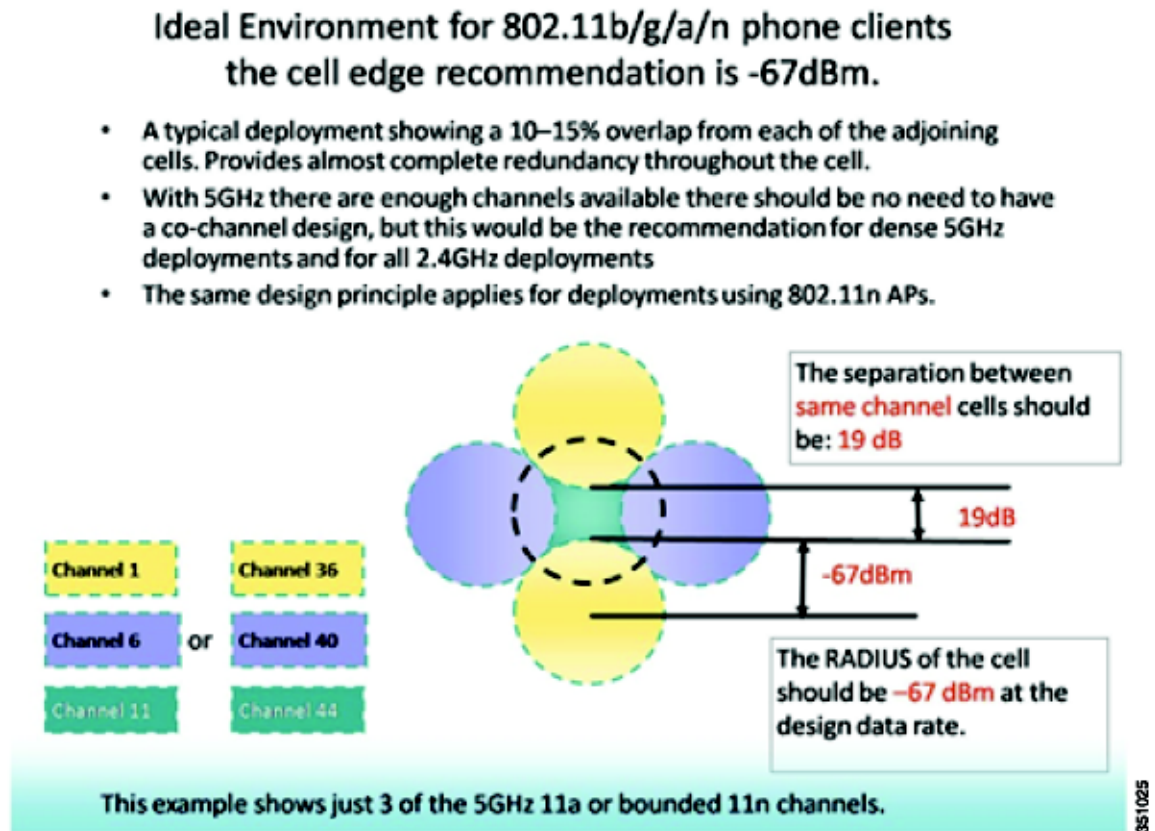 Ideal Environment for 802.11b/g/a/n phone clients
the cell edge recommendation is -67dBm.
• A typical deployment showing a 10–15% overlap from each of the adjoining
cells. Provides almost complete redundancy throughout the cell.
• With 5GHz there are enough channels available there should be no need to have
a co-channel design, but this would be the recommendation for dense 5GHz
deployments and for all 2.4GHz deployments
• The same design principle applies for deployments using 802.11n APs.
The separation between
same channel cells should
be: 19 dB
19dB
-67dBm
Channel 1
Channel 36
Channel 6
or
Channel 40
Channel 11
Channel 44
The RADIUS of the cell
should be –67 dBm at the
design data rate.
This example shows just 3 of the 5GHz 11a or bounded 11n channels.
351025